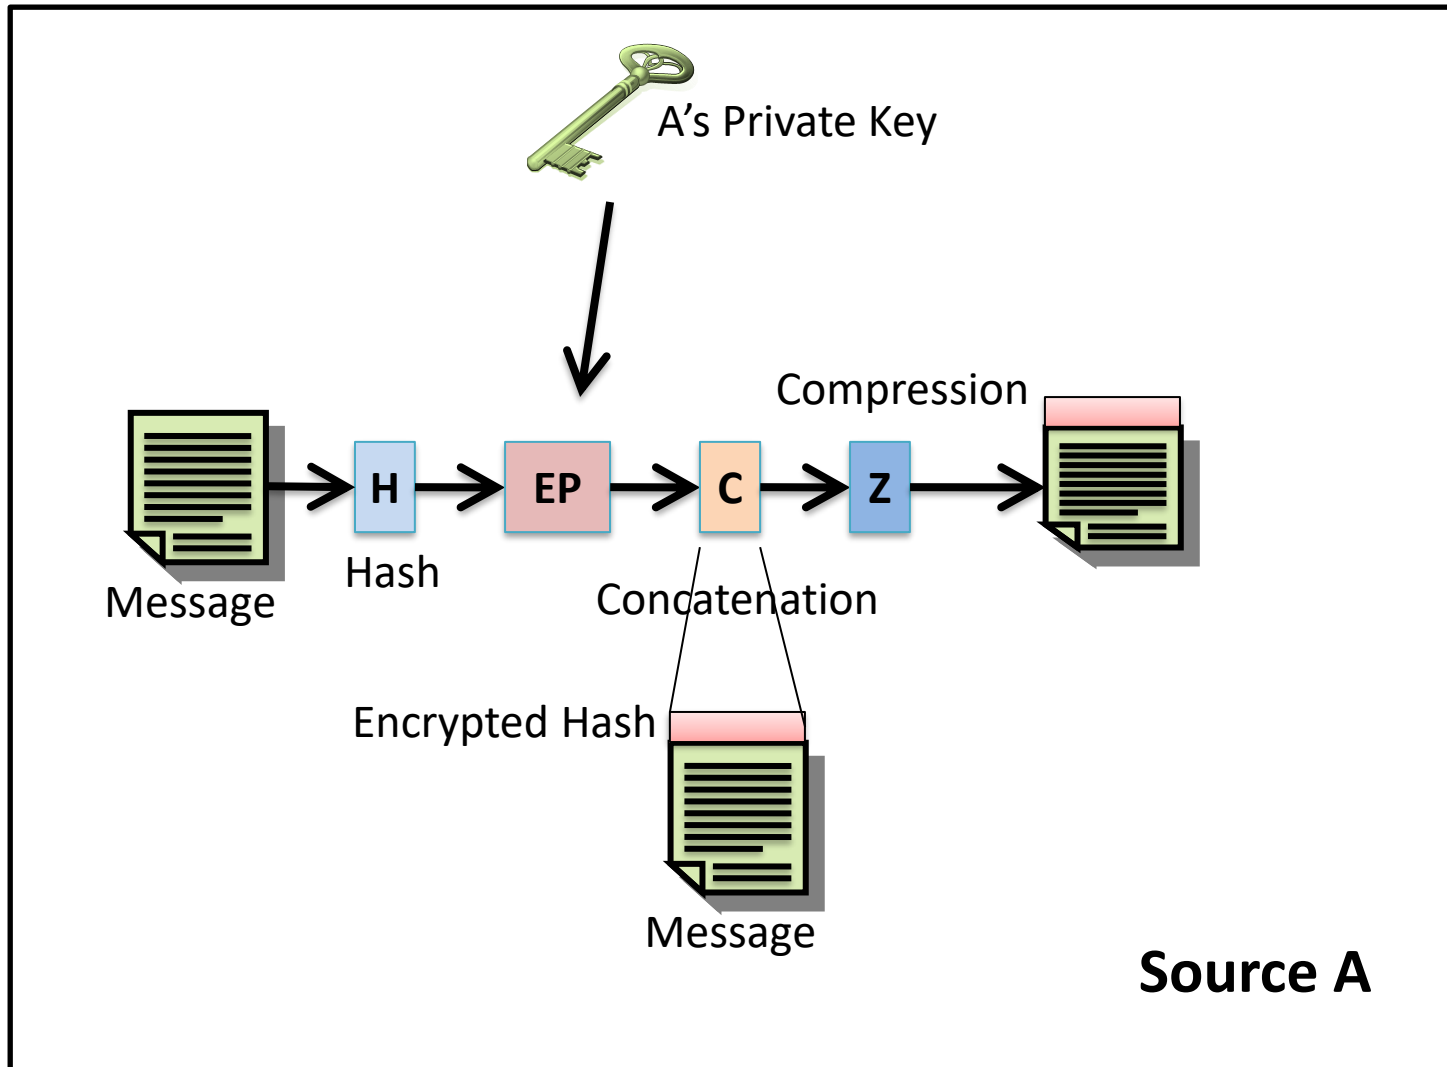 A’s Private Key
Compression
H
EP
C
Z
Hash
Message
Concatenation
Encrypted Hash
Message
Source A